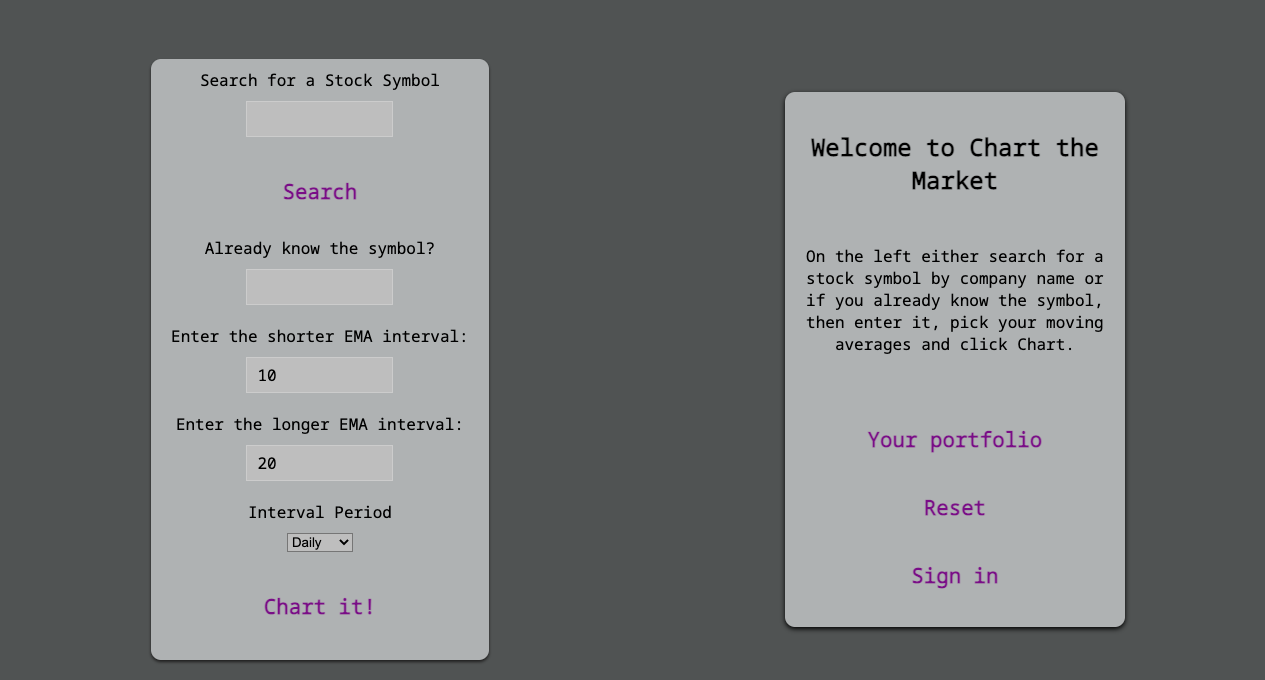 Search for a Stock Symbol
Search
Already know the symbol?
Enter the shorter EMA interval:
10
Enter the longer EMA interval:
20
Interval Period
Daily
Chart it!
Welcome to Chart the
Market
On the left either search for a
stock symbol by company name or
if you already know the symbol,
then enter it, pick your moving
averages and click Chart.
Your portfolio
Reset
Sign in